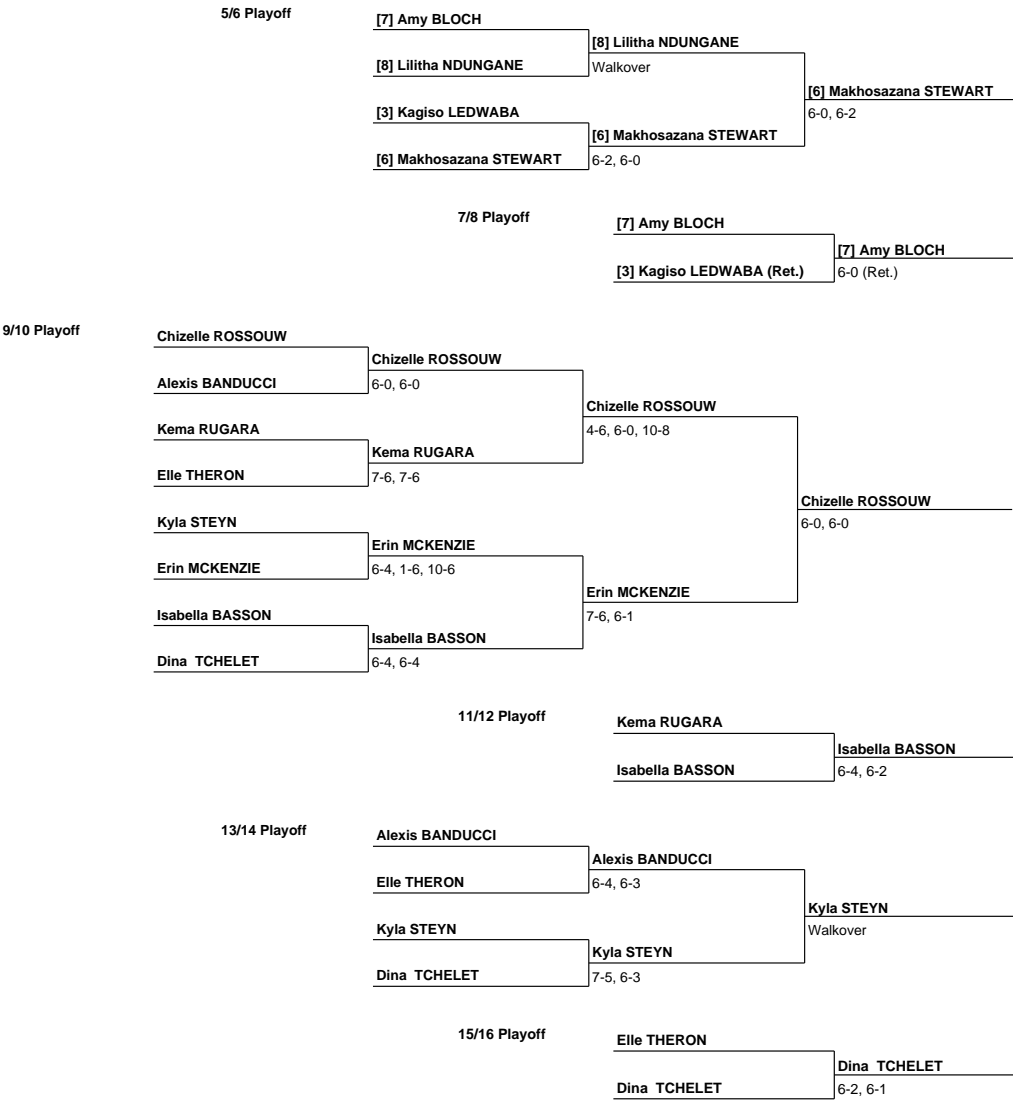 5/6 Playoff
[7] Amy BLOCH
[8] Lilitha NDUNGANE
[8] Lilitha NDUNGANE
Walkover
[6] Makhosazana STEWART
6-0, 6-2
[3] Kagiso LEDWABA
[6] Makhosazana STEWART
[6] Makhosazana STEWART
6-2, 6-0
7/8 Playoff
[7] Amy BLOCH
[7] Amy BLOCH
[3] Kagiso LEDWABA (Ret.)
6-0 (Ret.)
9/10 Playoff
Chizelle ROSSOUW
Chizelle ROSSOUW
Alexis BANDUCCI
6-0, 6-0
Chizelle ROSSOUW
4-6, 6-0, 10-8
Kema RUGARA
Kema RUGARA
Elle THERON
7-6, 7-6
Chizelle ROSSOUW
6-0, 6-0
Kyla STEYN
Erin MCKENZIE
Erin MCKENZIE
6-4, 1-6, 10-6
Erin MCKENZIE
7-6, 6-1
Isabella BASSON
Isabella BASSON
Dina TCHELET
6-4, 6-4
11/12 Playoff
Kema RUGARA
Isabella BASSON
Isabella BASSON
6-4, 6-2
13/14 Playoff
Alexis BANDUCCI
Alexis BANDUCCI
Elle THERON
6-4, 6-3
Kyla STEYN
Walkover
Kyla STEYN
Kyla STEYN
Dina TCHELET
7-5, 6-3
15/16 Playoff
Elle THERON
Dina TCHELET
Dina TCHELET
6-2, 6-1